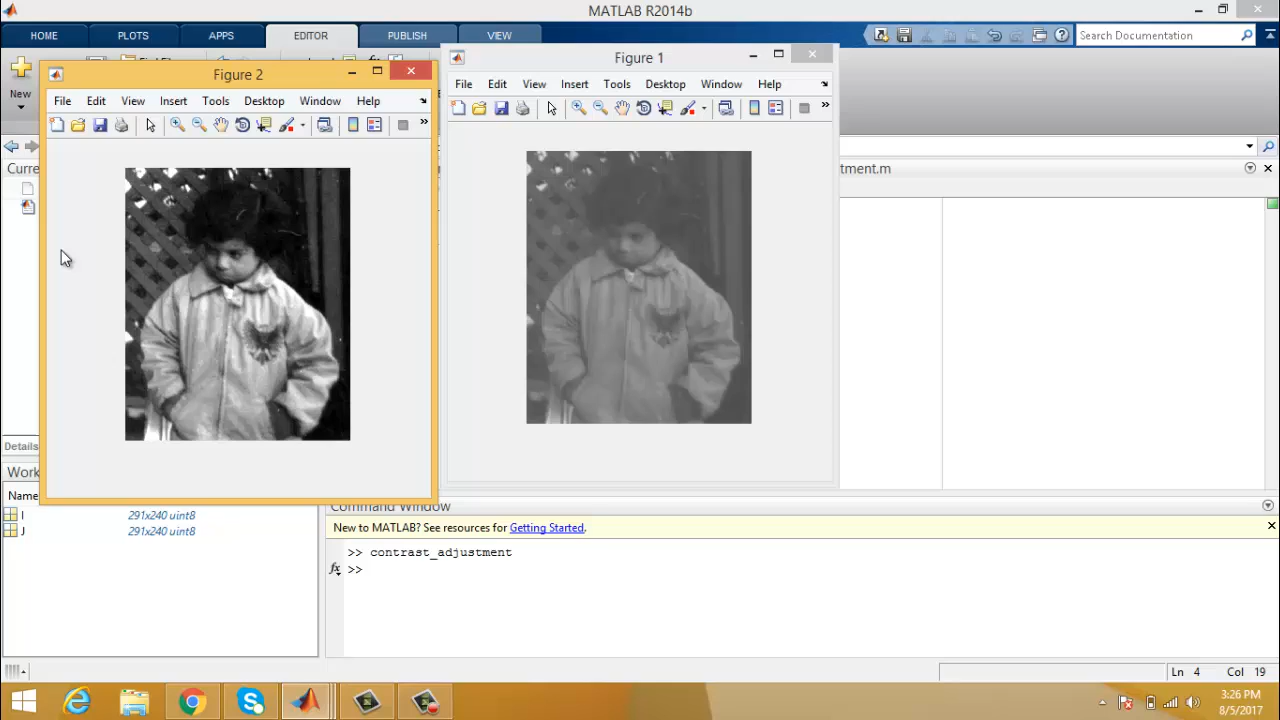 MATLAB R2014b
HOME PLOTS APPS EDITOR PUBLISH VIEW
Search Documentation
New
Figure 2
File Edit View Insert Tools Desktop Window Help
Figure 1
File Edit View Insert Tools Desktop Window Help
Curre
tment.m
Details
Work
Name
I 291x240 uint8
J 291x240 uint8
Command Window
New to MATLAB? See resources for Getting Started.
>> contrast_adjustment
fx >>
Ln 4 Col 19
3:26 PM
8/5/2017